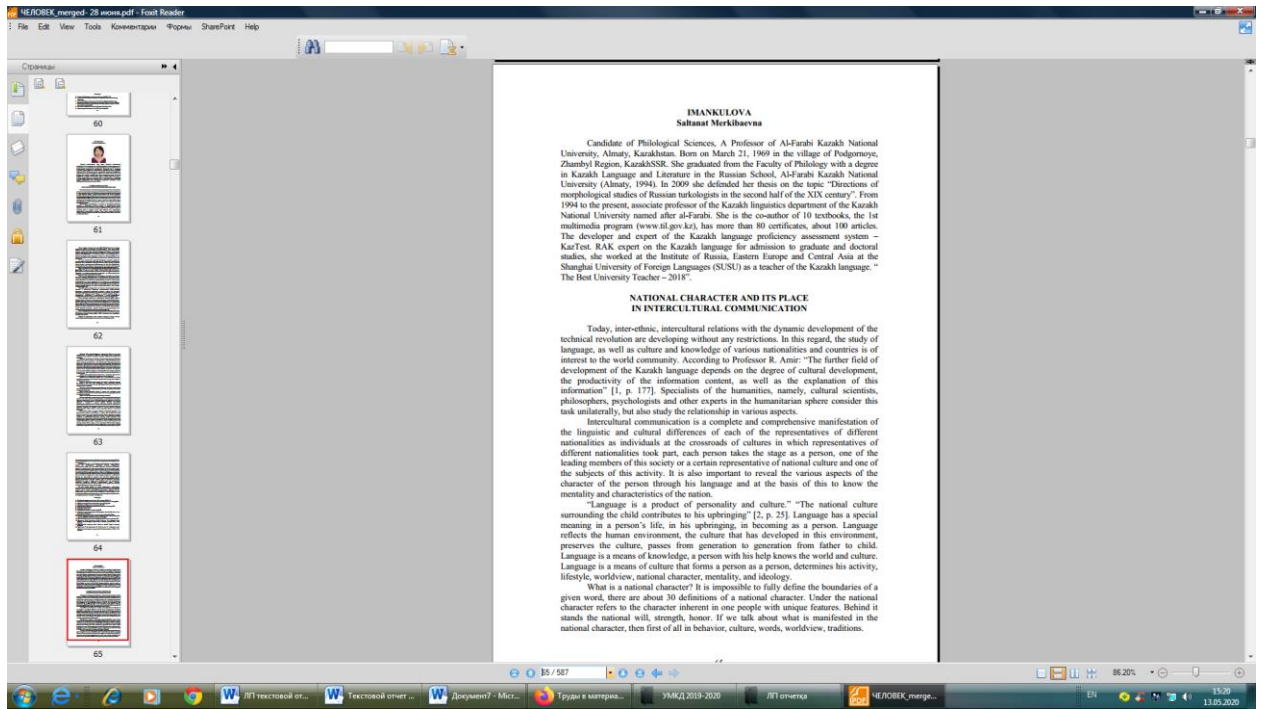 ЧЕЛОВЕК_merged- 28 июня.pdf - Foxit Reader
File Edit View Tools Комментарии Формы SharePoint Help
Страницы
60
61
62
63
64
65
IMANKULOVA
Saltanat Merkibaevna
Candidate of Philological Sciences, A Professor of Al-Farabi Kazakh National
University, Almaty, Kazakhstan. Born on March 21, 1969 in the village of Podgornoye,
Zhambyl Region, KazakhSSR. She graduated from the Faculty of Philology with a degree
in Kazakh Language and Literature in the Russian School, Al-Farabi Kazakh National
University (Almaty, 1994). In 2009 she defended her thesis on the topic “Directions of
morphological studies of Russian turkologists in the second half of the XIX century”. From
1994 to the present, associate professor of the Kazakh linguistics department of the Kazakh
National University named after al-Farabi. She is the co-author of 10 textbooks, the 1st
multimedia program (www.til.gov.kz), has more than 80 certificates, about 100 articles.
The developer and expert of the Kazakh language proficiency assessment system –
KazTest. RAK expert on the Kazakh language for admission to graduate and doctoral
studies, she worked at the Institute of Russia, Eastern Europe and Central Asia at the
Shanghai University of Foreign Languages (SUSU) as a teacher of the Kazakh language. “
The Best University Teacher – 2018”.
NATIONAL CHARACTER AND ITS PLACE
IN INTERCULTURAL COMMUNICATION
Today, inter-ethnic, intercultural relations with the dynamic development of the
technical revolution are developing without any restrictions. In this regard, the study of
language, as well as culture and knowledge of various nationalities and countries is of
interest to the world community. According to Professor R. Amir: “The further field of
development of the Kazakh language depends on the degree of cultural development,
the productivity of the information content, as well as the explanation of this
information” [1, p. 177]. Specialists of the humanities, namely, cultural scientists,
philosophers, psychologists and other experts in the humanitarian sphere consider this
task unilaterally, but also study the relationship in various aspects.
Intercultural communication is a complete and comprehensive manifestation of
the linguistic and cultural differences of each of the representatives of different
nationalities as individuals at the crossroads of cultures in which representatives of
different nationalities took part, each person takes the stage as a person, one of the
leading members of this society or a certain representative of national culture and one of
the subjects of this activity. It is also important to reveal the various aspects of the
character of the person through his language and at the basis of this to know the
mentality and characteristics of the nation.
“Language is a product of personality and culture.” “The national culture
surrounding the child contributes to his upbringing” [2, p. 25]. Language has a special
meaning in a person’s life, in his upbringing, in becoming as a person. Language
reflects the human environment, the culture that has developed in this environment,
preserves the culture, passes from generation to generation from father to child.
Language is a means of knowledge, a person with his help knows the world and culture.
Language is a means of culture that forms a person as a person, determines his activity,
lifestyle, worldview, national character, mentality, and ideology.
What is a national character? It is impossible to fully define the boundaries of a
given word, there are about 30 definitions of a national character. Under the national
character refers to the character inherent in one people with unique features. Behind it
stands the national will, strength, honor. If we talk about what is manifested in the
national character, then first of all in behavior, culture, words, worldview, traditions.
65 / 587
86.20%
ЛП текстовой от...
Текстовой отчет ...
Документ7 - Micr...
Труды в материа...
УМКД 2019-2020
ЛП отчетка
ЧЕЛОВЕК_merge...
EN
15:20
13.05.2020